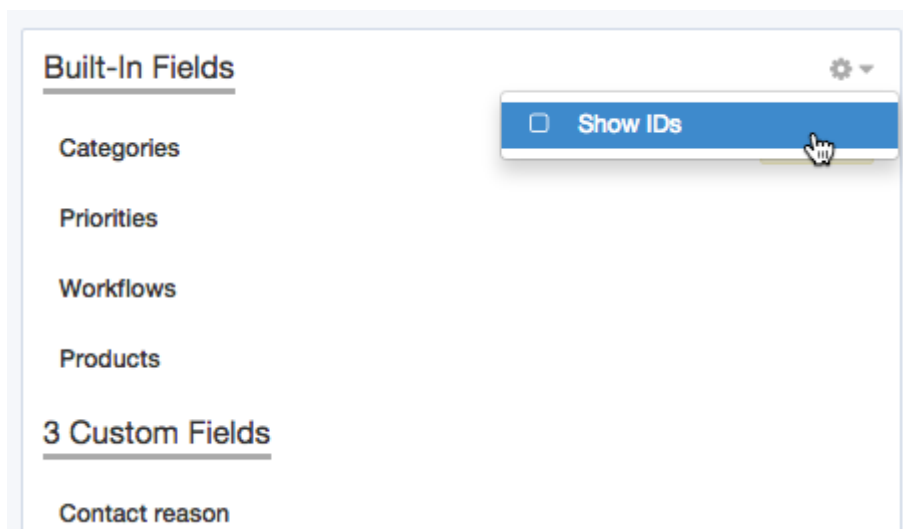 Built-In Fields
Show IDs
Categories
Priorities
Workflows
Products
3 Custom Fields
Contact reason